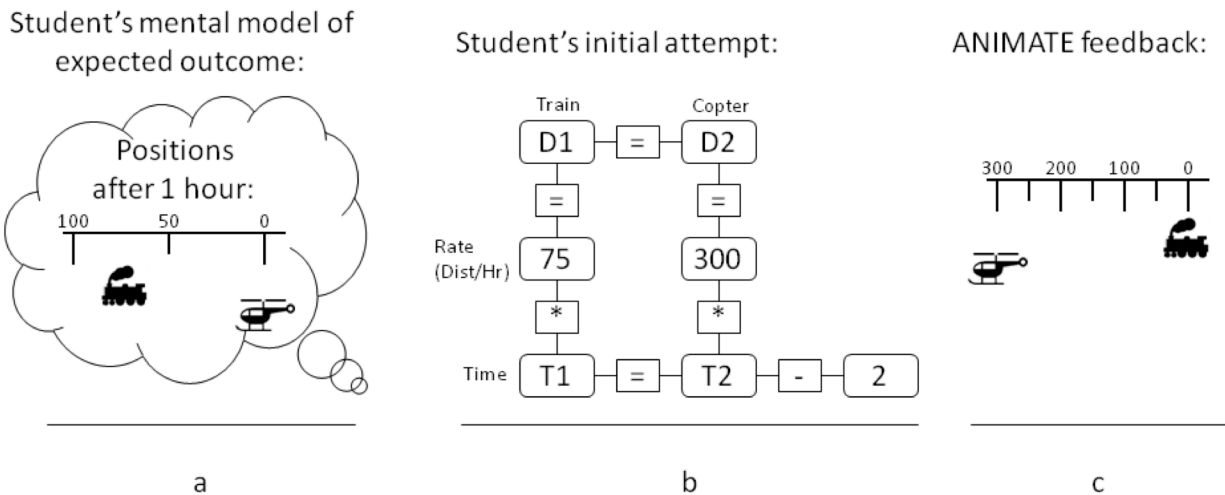 Student’s mental model of
expected outcome:
Positions
after 1 hour:
100 50 0
a
Student’s initial attempt:
Train Copter
D1 = D2
= =
Rate
(Dist/Hr) 75 300
* *
Time T1 = T2 - 2
b
ANIMATE feedback:
300 200 100 0
c